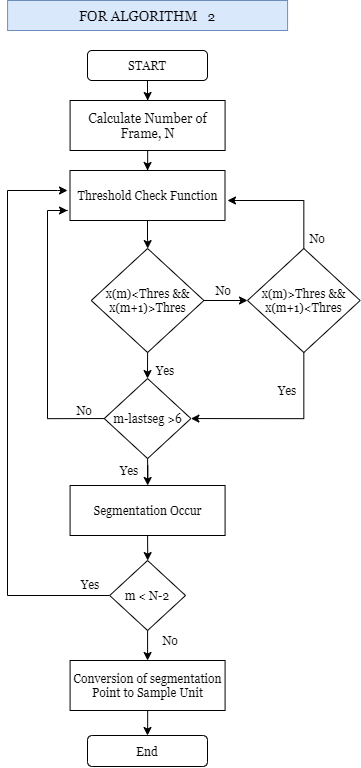 FOR ALGORITHM 2
START
Calculate Number of
Frame, N
Threshold Check Function
No
x(m)<Thres &&
x(m+1)>Thres
No
x(m)>Thres &&
x(m+1)<Thres
Yes
Yes
No
m-lastseg >6
Yes
Segmentation Occur
Yes
m < N-2
No
Conversion of segmentation
Point to Sample Unit
End